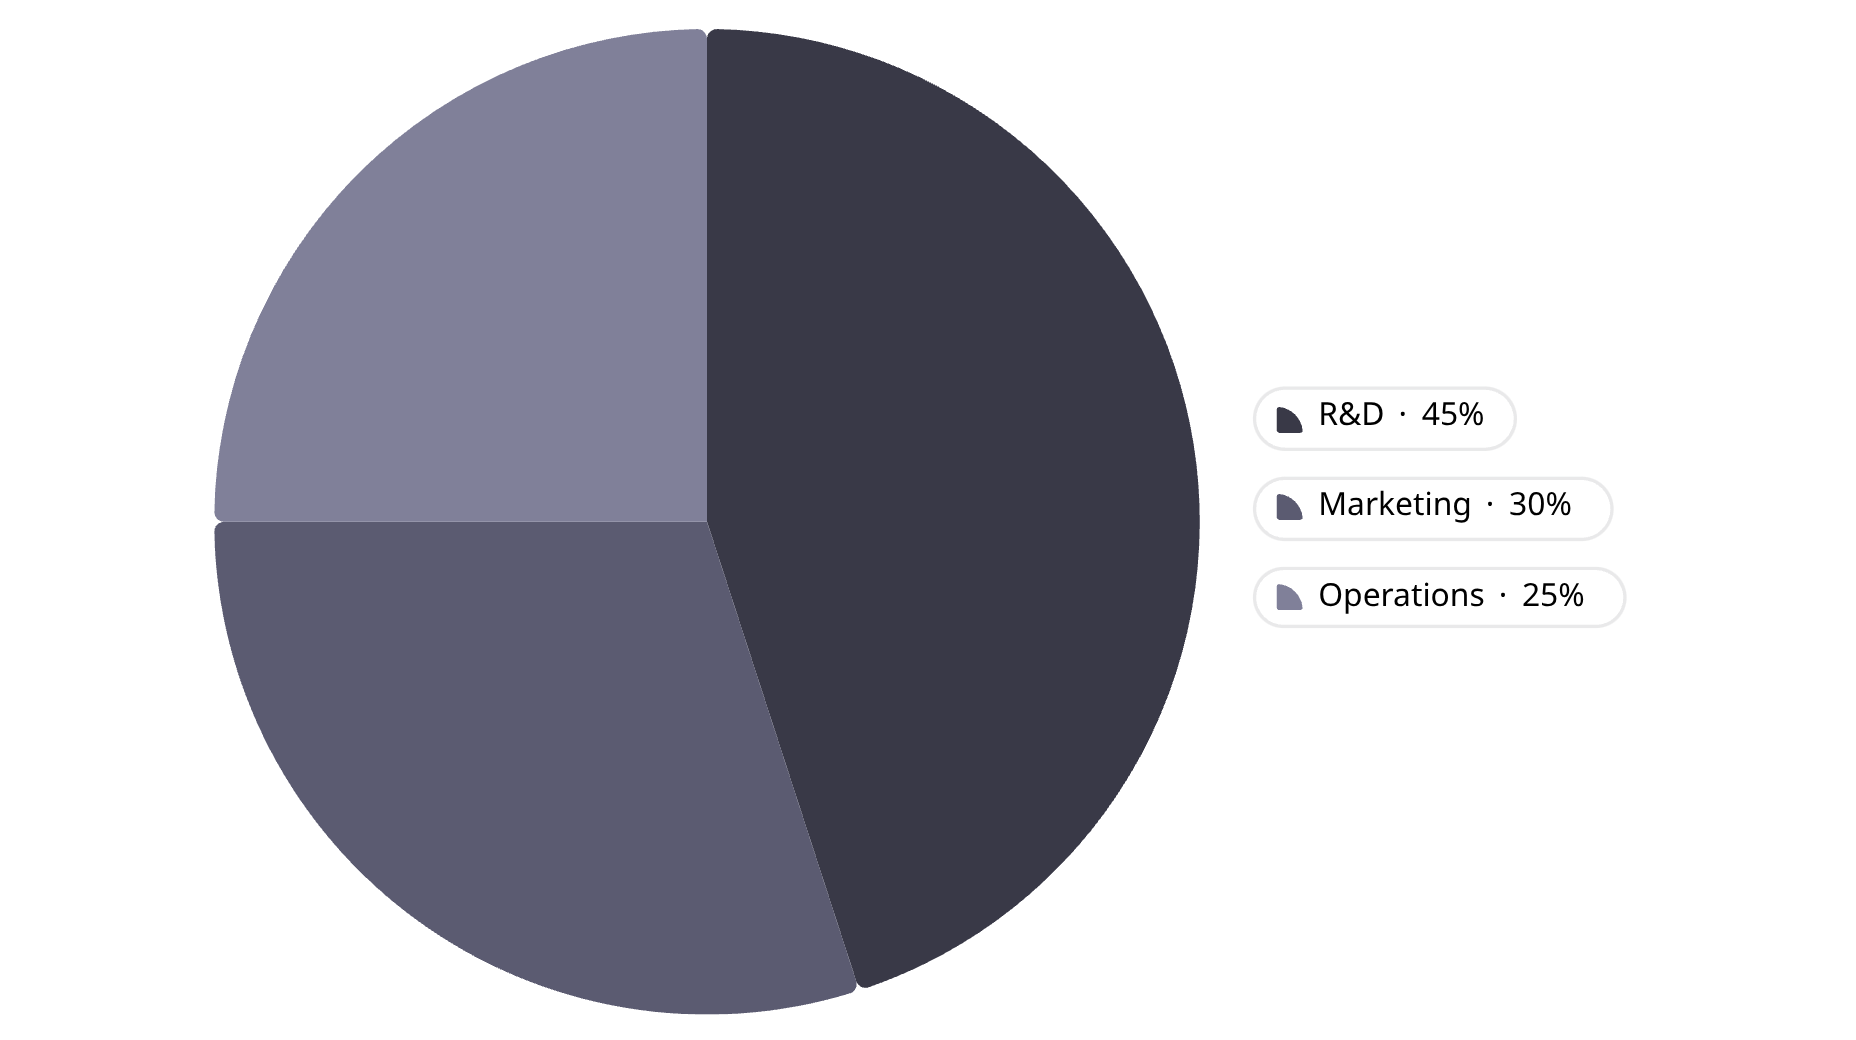 R&D · 45%
Marketing · 30%
Operations · 25%